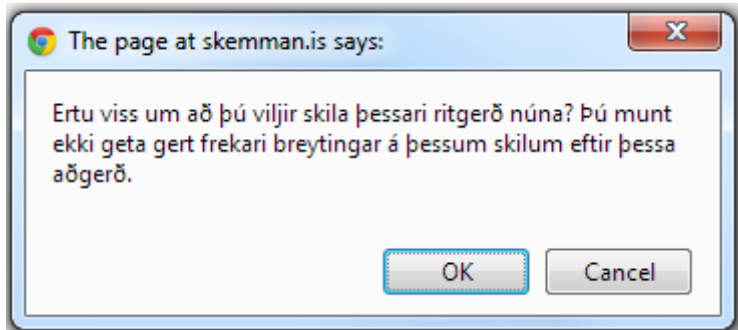 The page at skemman.is says:
Ertu viss um að þú viljir skila þessari ritgerð núna? Þú munt
ekki geta gert frekari breytingar á þessum skilum eftir þessa
aðgerð.
OK
Cancel